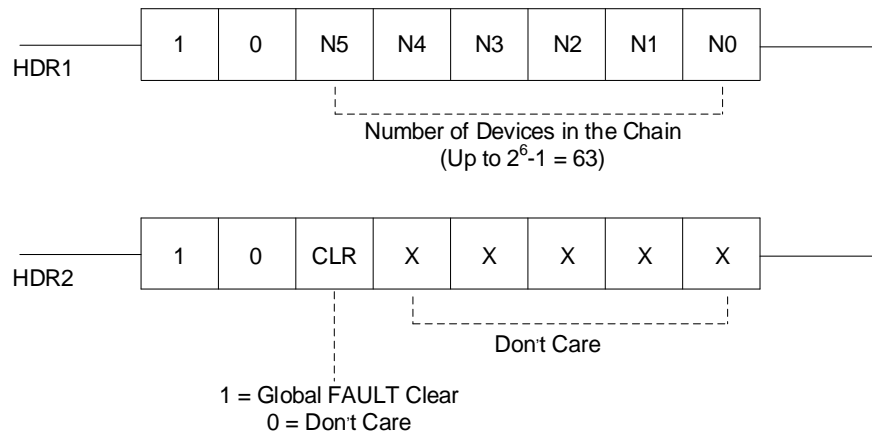 HDR1 1 0 N5 N4 N3 N2 N1 N0
Number of Devices in the Chain
(Up to 2⁶-1 = 63)
HDR2 1 0 CLR X X X X X
Don't Care
1 = Global FAULT Clear
0 = Don't Care